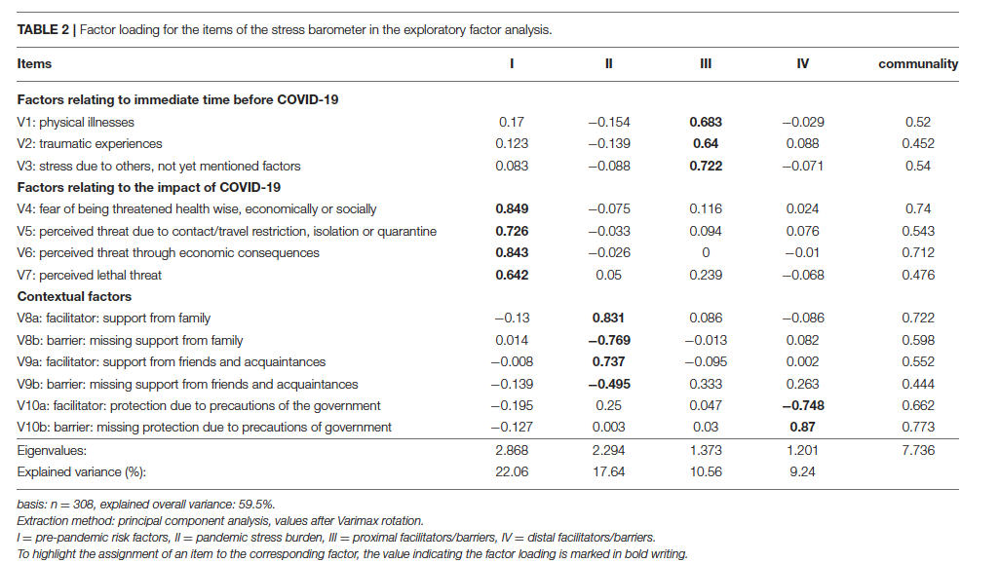 TABLE 2 | Factor loading for the items of the stress barometer in the exploratory factor analysis.
Items I II III IV communality
Factors relating to immediate time before COVID-19
V1: physical illnesses 0.17 −0.154 0.683 −0.029 0.52
V2: traumatic experiences 0.123 −0.139 0.64 0.088 0.452
V3: stress due to others, not yet mentioned factors 0.083 −0.088 0.722 −0.071 0.54
Factors relating to the impact of COVID-19
V4: fear of being threatened health wise, economically or socially 0.849 −0.075 0.116 0.024 0.74
V5: perceived threat due to contact/travel restriction, isolation or quarantine 0.726 −0.033 0.094 0.076 0.543
V6: perceived threat through economic consequences 0.843 −0.026 0 −0.01 0.712
V7: perceived lethal threat 0.642 0.05 0.239 −0.068 0.476
Contextual factors
V8a: facilitator: support from family −0.13 0.831 0.086 −0.086 0.722
V8b: barrier: missing support from family 0.014 −0.769 −0.013 0.082 0.598
V9a: facilitator: support from friends and acquaintances −0.008 0.737 −0.095 0.002 0.552
V9b: barrier: missing support from friends and acquaintances −0.139 −0.495 0.333 0.263 0.444
V10a: facilitator: protection due to precautions of the government −0.195 0.25 0.047 −0.748 0.662
V10b: barrier: missing protection due to precautions of government −0.127 0.003 0.03 0.87 0.773
Eigenvalues: 2.868 2.294 1.373 1.201 7.736
Explained variance (%): 22.06 17.64 10.56 9.24
basis: n = 308, explained overall variance: 59.5%.
Extraction method: principal component analysis, values after Varimax rotation.
I = pre-pandemic risk factors, II = pandemic stress burden, III = proximal facilitators/barriers, IV = distal facilitators/barriers.
To highlight the assignment of an item to the corresponding factor, the value indicating the factor loading is marked in bold writing.